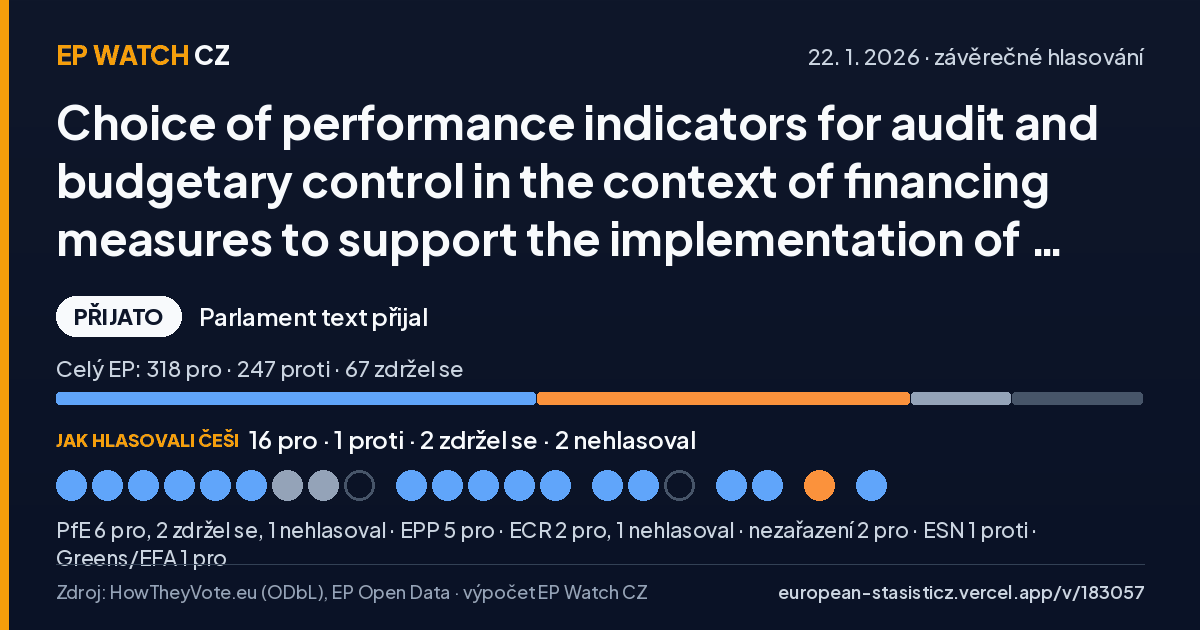 EP WATCH CZ
22. 1. 2026 · závěrečné hlasování
Choice of performance indicators for audit and
budgetary control in the context of financing
measures to support the implementation of …
PŘIJATO
Parlament text přijal
Celý EP: 318 pro · 247 proti · 67 zdržel se
JAK HLASOVALI ČEŠI 16 pro · 1 proti · 2 zdržel se · 2 nehlasoval
PfE 6 pro, 2 zdržel se, 1 nehlasoval · EPP 5 pro · ECR 2 pro, 1 nehlasoval · nezařazení 2 pro · ESN 1 proti ·
Greens/EFA 1 pro
Zdroj: HowTheyVote.eu (ODbL), EP Open Data · výpočet EP Watch CZ
european-stasisticz.vercel.app/v/183057